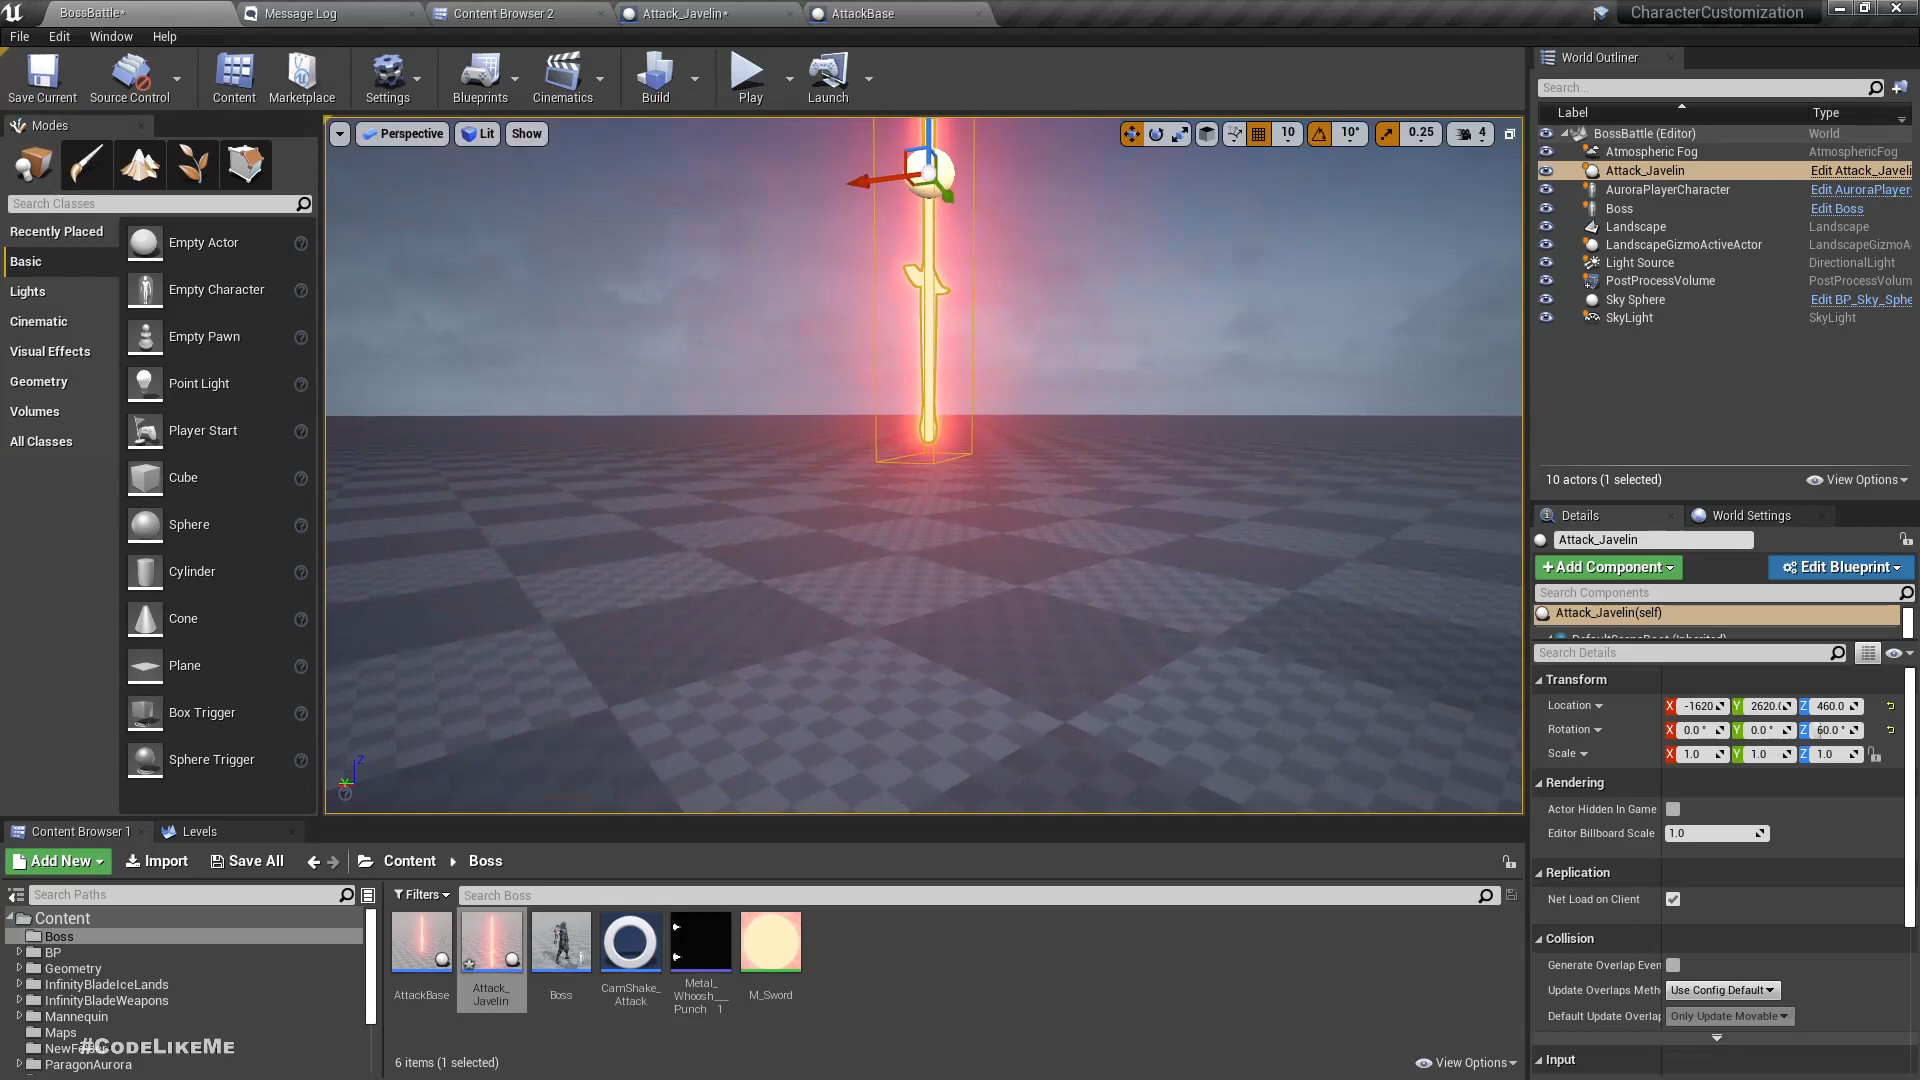 BossBattle*
Message Log
Content Browser 2
Attack_Javelin*
AttackBase
CharacterCustomization
File
Edit
Window
Help
Save Current
Source Control
Content
Marketplace
Settings
Blueprints
Cinematics
Build
Play
Launch
Modes
Search Classes
Recently Placed
Basic
Lights
Cinematic
Visual Effects
Geometry
Volumes
All Classes
Empty Actor
Empty Character
Empty Pawn
Point Light
Player Start
Cube
Sphere
Cylinder
Cone
Plane
Box Trigger
Sphere Trigger
Perspective
Lit
Show
10
10°
0.25
4
Z
World Outliner
Search...
Label
Type
BossBattle (Editor)
World
Atmospheric Fog
AtmosphericFog
Attack_Javelin
Edit Attack_Javeli
AuroraPlayerCharacter
Edit AuroraPlayer
Boss
Edit Boss
Landscape
Landscape
LandscapeGizmoActiveActor
LandscapeGizmoA
Light Source
DirectionalLight
PostProcessVolume
PostProcessVolum
Sky Sphere
Edit BP_Sky_Sphe
SkyLight
SkyLight
10 actors (1 selected)
View Options
Details
World Settings
Attack_Javelin
+Add Component
Edit Blueprint
Search Components
Attack_Javelin(self)
DefaultSceneRoot (Inherited)
Search Details
Transform
Location
X -1620. Y 2620.( Z 460.0
Rotation
X 0.0 ° Y 0.0 ° Z 60.0 °
Scale
X 1.0 Y 1.0 Z 1.0
Rendering
Actor Hidden In Game
Editor Billboard Scale
1.0
Replication
Net Load on Client
Collision
Generate Overlap Even
Update Overlaps Meth
Use Config Default
Default Update Overlap
Only Update Movable
Input
Content Browser 1
Levels
Add New
Import
Save All
Content
Boss
Search Paths
Filters
Search Boss
Content
Boss
BP
Geometry
InfinityBladeIceLands
InfinityBladeWeapons
Mannequin
Maps
#CodeLikeMe
ParagonAurora
AttackBase
Attack_
Javelin
Boss
CamShake_
Attack
Metal_
Whoosh___
Punch__1
M_Sword
6 items (1 selected)
View Options